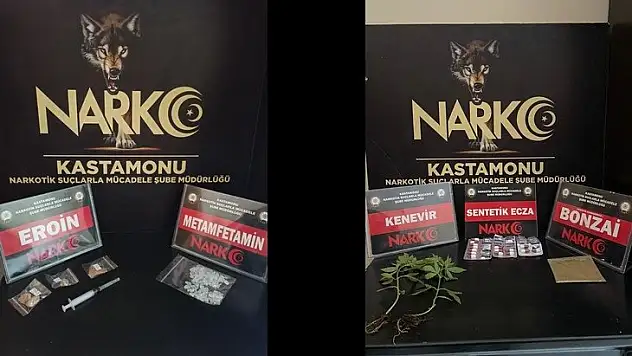 NARKO
KASTAMONU
NARKOTİK SUÇLARLA MÜCADELE ŞUBE MÜDÜRLÜĞÜ
EROİN
NARKO
METAMFETAMİN
NARKO
NARKO
KASTAMONU
NARKOTİK SUÇLARLA MÜCADELE ŞUBE MÜDÜRLÜĞÜ
KENEVİR
NARKO
SENTETİK ECZA
NARKO
BONZAİ
NARKO